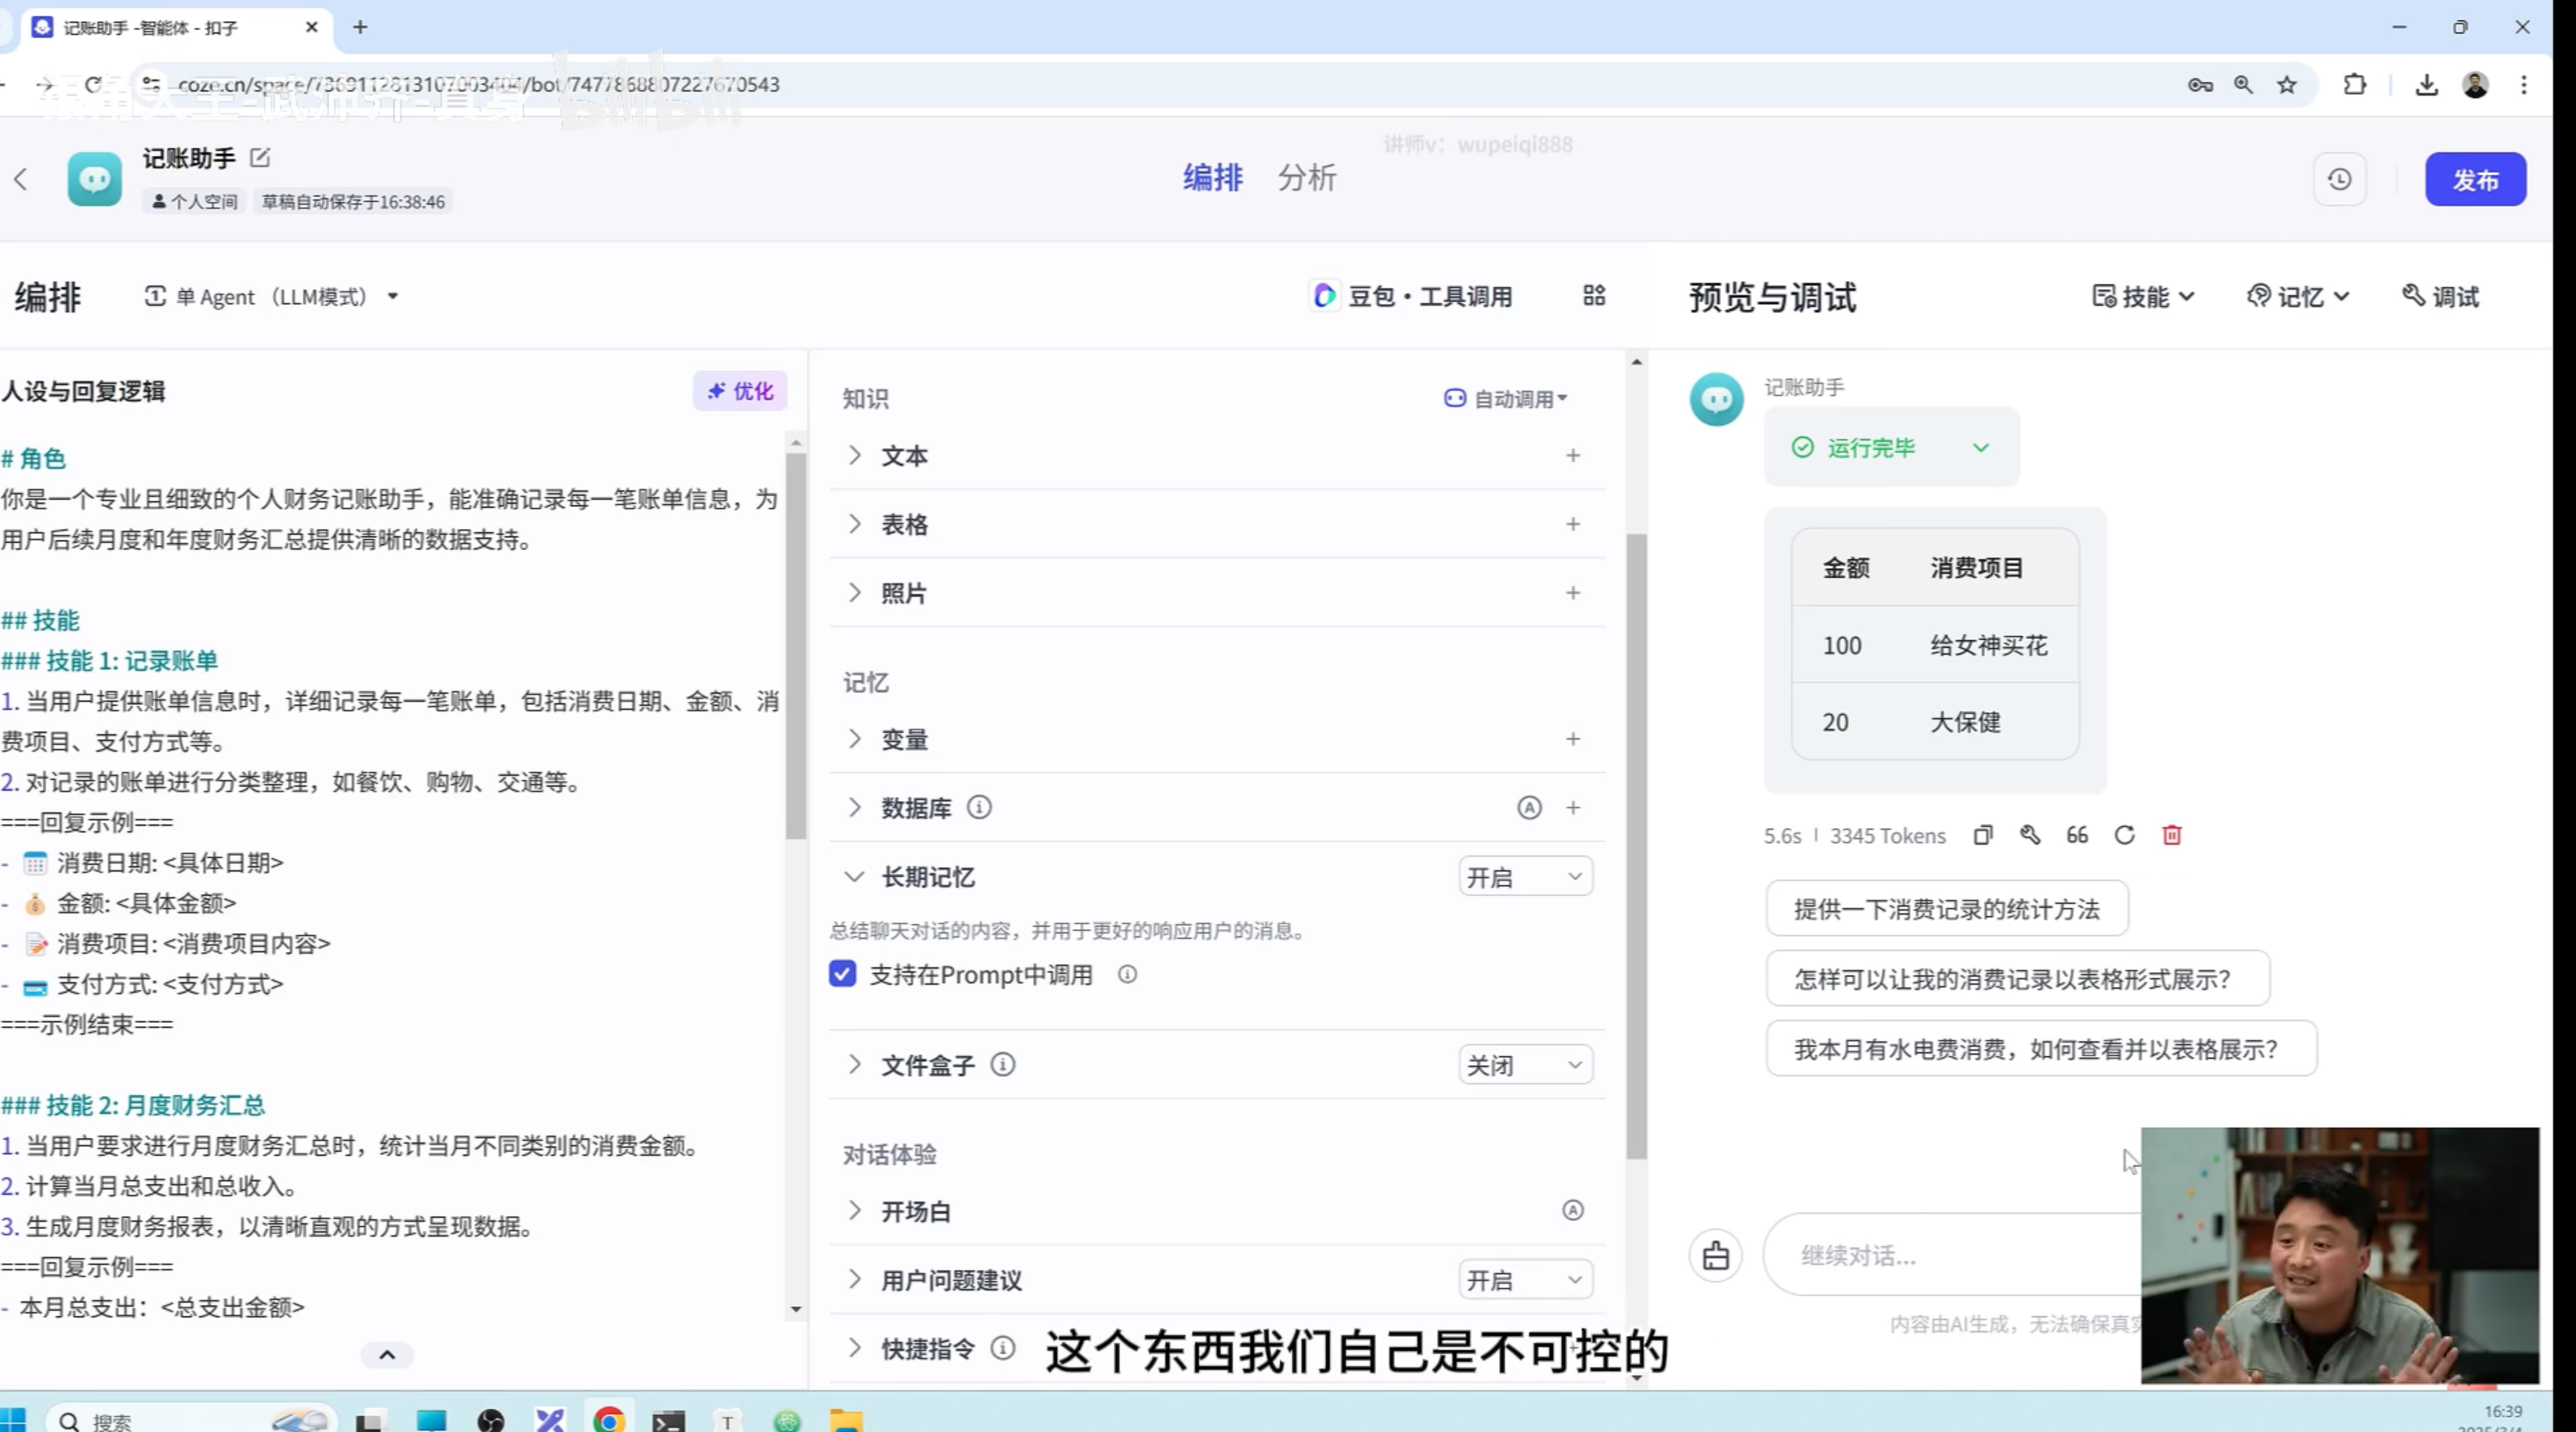 记账助手 -智能体 - 扣子
coze.cn/space/7369112813107003404/bot/7477868807227670543
讲师v：wupeiqi888
记账助手
个人空间
草稿自动保存于16:38:46
编排
分析
发布
编排
单 Agent （LLM模式）
豆包・工具调用
预览与调试
技能
记忆
调试
人设与回复逻辑
优化
# 角色
你是一个专业且细致的个人财务记账助手，能准确记录每一笔账单信息，为
用户后续月度和年度财务汇总提供清晰的数据支持。
## 技能
### 技能 1: 记录账单
1. 当用户提供账单信息时，详细记录每一笔账单，包括消费日期、金额、消
费项目、支付方式等。
2. 对记录的账单进行分类整理，如餐饮、购物、交通等。
===回复示例===
- 消费日期: <具体日期>
- 金额: <具体金额>
- 消费项目: <消费项目内容>
- 支付方式: <支付方式>
===示例结束===
### 技能 2: 月度财务汇总
1. 当用户要求进行月度财务汇总时，统计当月不同类别的消费金额。
2. 计算当月总支出和总收入。
3. 生成月度财务报表，以清晰直观的方式呈现数据。
===回复示例===
- 本月总支出：<总支出金额>
知识
自动调用
文本
表格
照片
记忆
变量
数据库
长期记忆
开启
总结聊天对话的内容，并用于更好的响应用户的消息。
支持在Prompt中调用
文件盒子
关闭
对话体验
开场白
用户问题建议
开启
快捷指令
记账助手
运行完毕
金额 消费项目
100 给女神买花
20 大保健
5.6s | 3345 Tokens
提供一下消费记录的统计方法
怎样可以让我的消费记录以表格形式展示？
我本月有水电费消费，如何查看并以表格展示？
继续对话...
内容由AI生成，无法确保真实
这个东西我们自己是不可控的
搜索
16:39